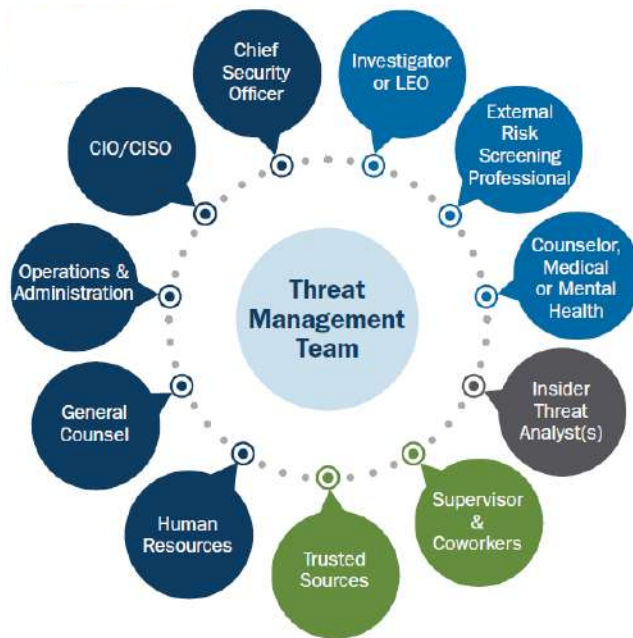 Chief
Security
Officer
Investigator
or LEO
External
Risk
Screening
Professional
Counselor,
Medical
or Mental
Health
Insider
Threat
Analyst(s)
Supervisor
&
Coworkers
Trusted
Sources
Human
Resources
General
Counsel
Operations &
Administration
CIO/CISO
Threat
Management
Team